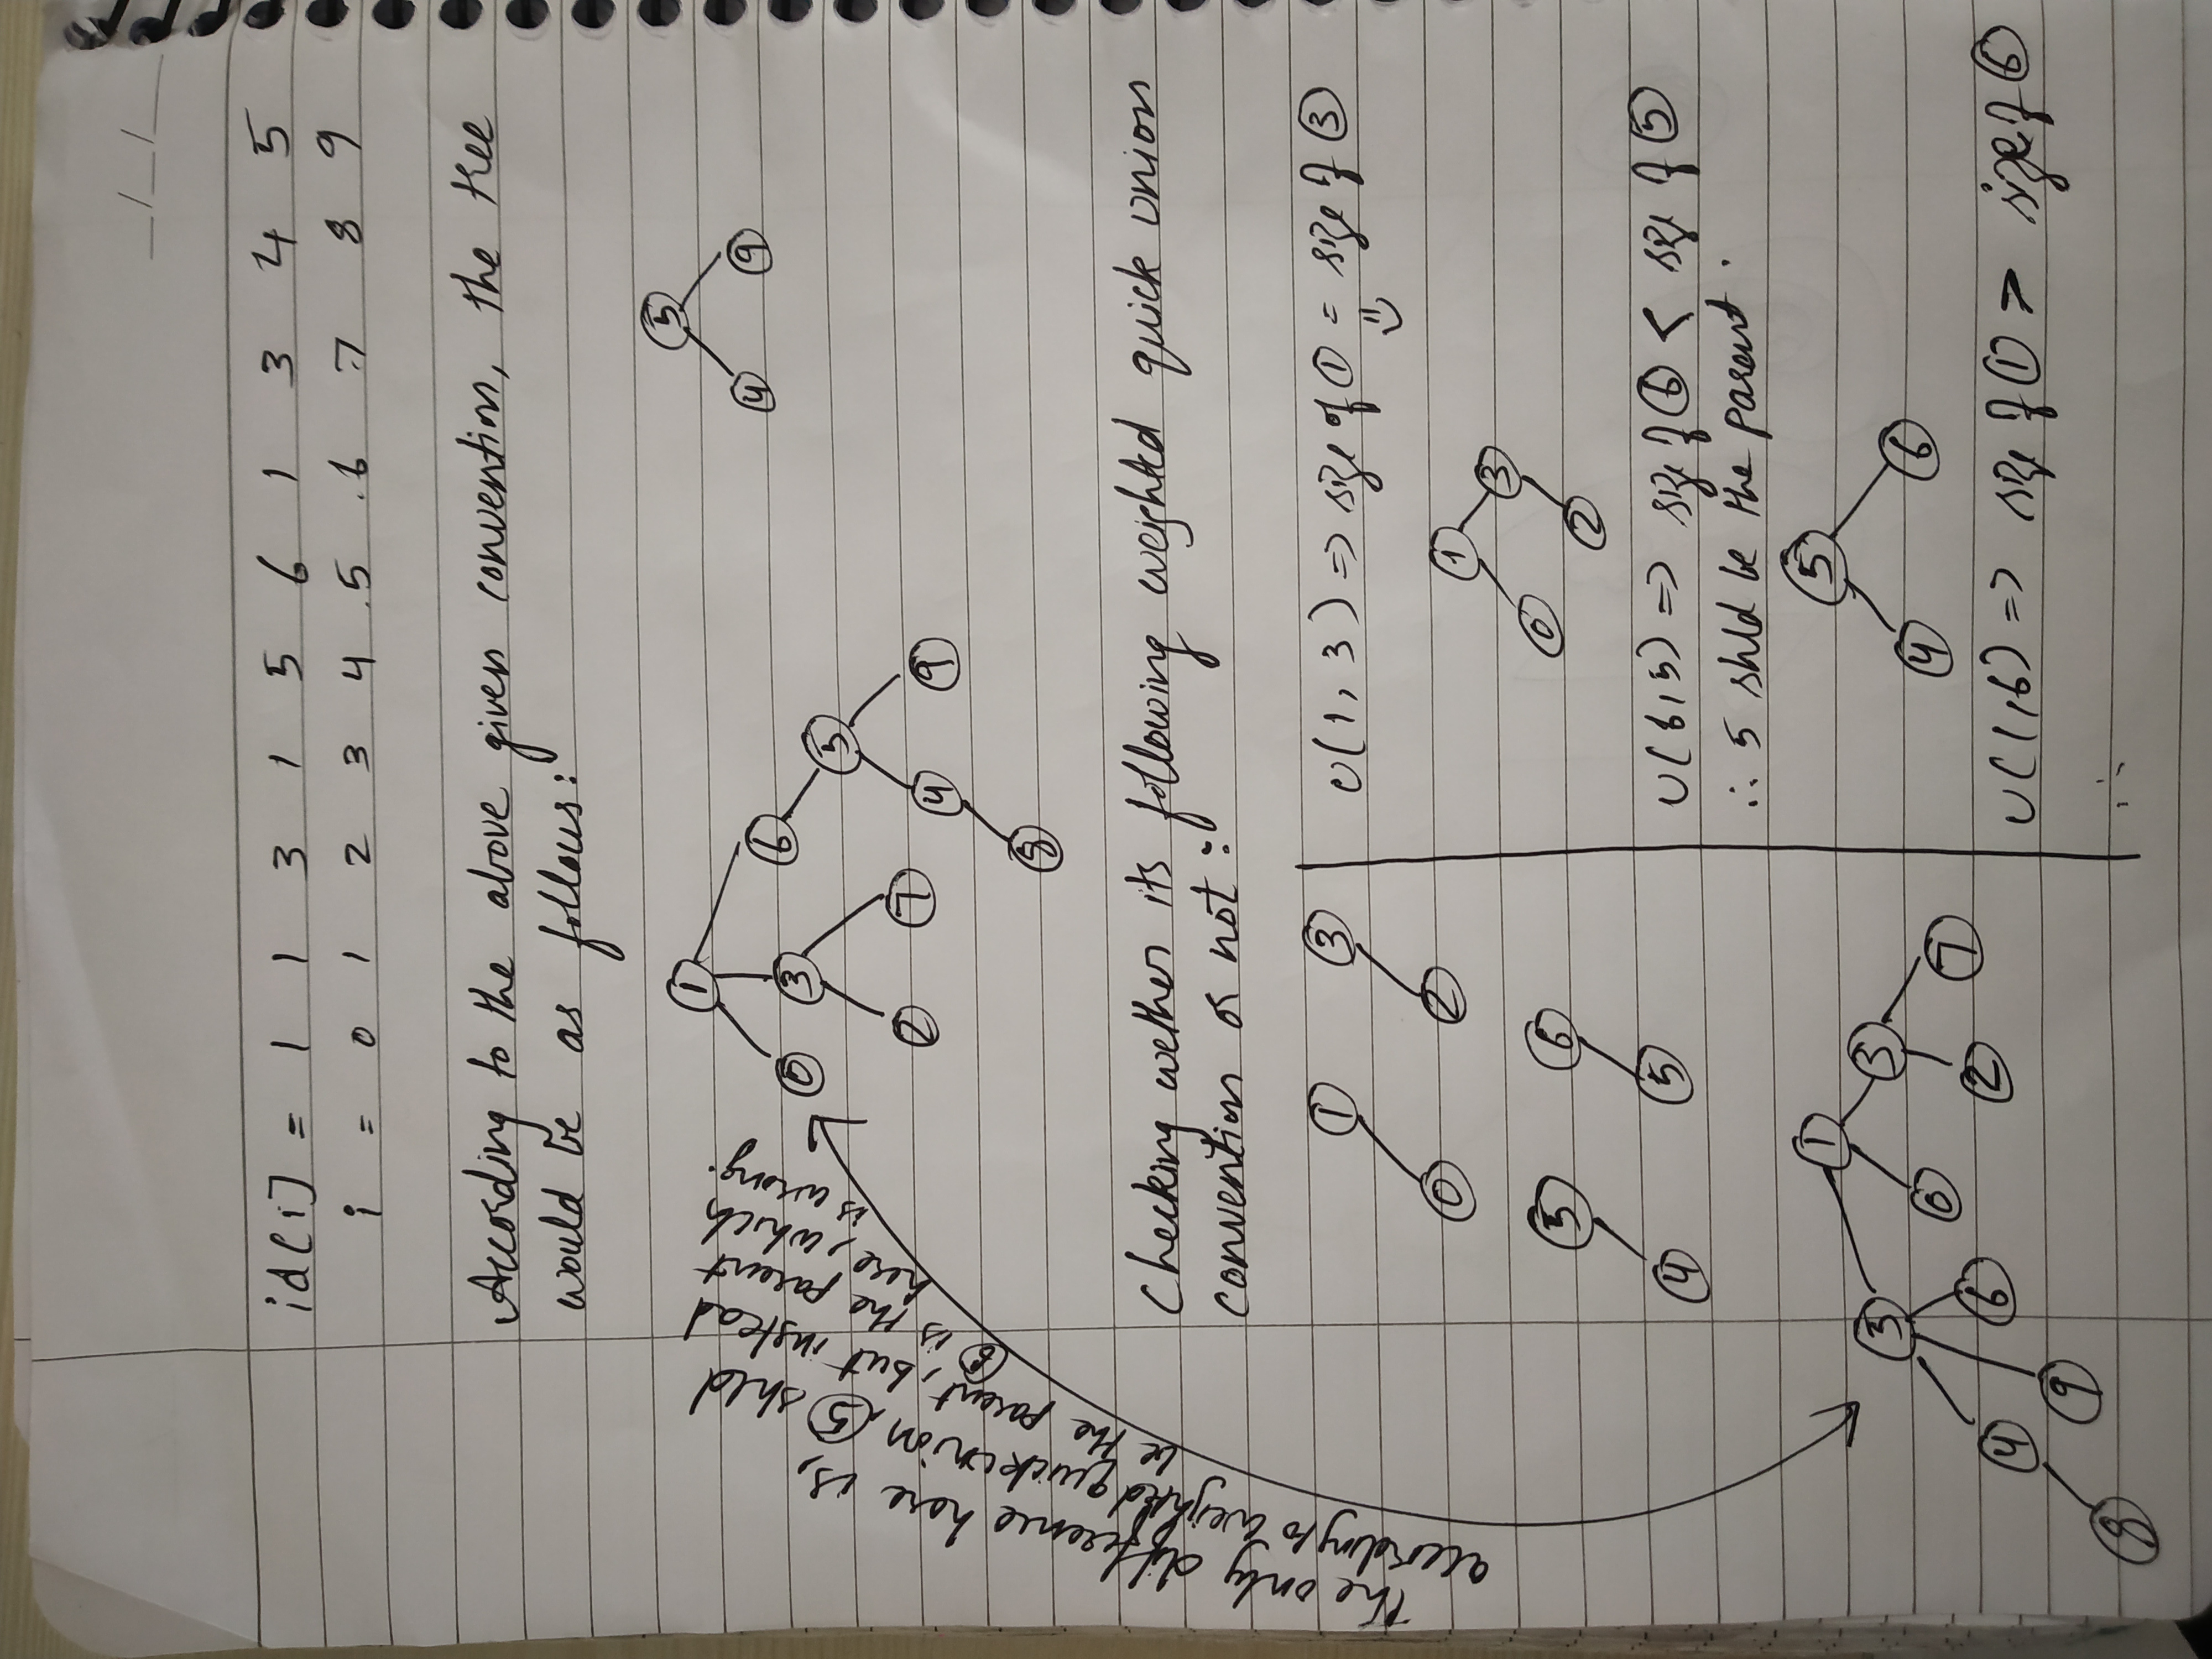 __/__/____
id[i] = 1 1 3 1 5 6 1 3 4 5
i = 0 1 2 3 4 5 6 7 8 9
According to the above given convention, the tree
would be as follows:
5
4 9
1
0 3 6
5
2 7 4 9
8
The only difference here is,
according to weighted quick union, 5 shld
be the parent, but instead
6 is the parent
here, which
is wrong.
Checking wether its following weighted quick union
convention or not:
1 3
0 2
5 6
4 5
1
3 0 3
4 9 6 2 7
8
U(1, 3) => size of 1 = size of 3
1
0 3
2
U(6,5) => size of 6 < size of 5
∴ 5 shld be the parent.
5
4 6
U(1,6) => size of 1 > size of 6
∴